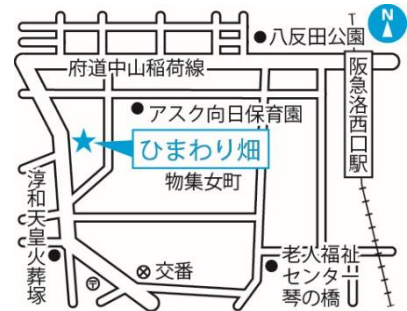 N
八反田公園
府道中山稲荷線
阪急洛西口駅
アスク向日保育園
ひまわり畑
物集女町
淳和
天皇火葬塚
交番
老人福祉
センター
琴の橋